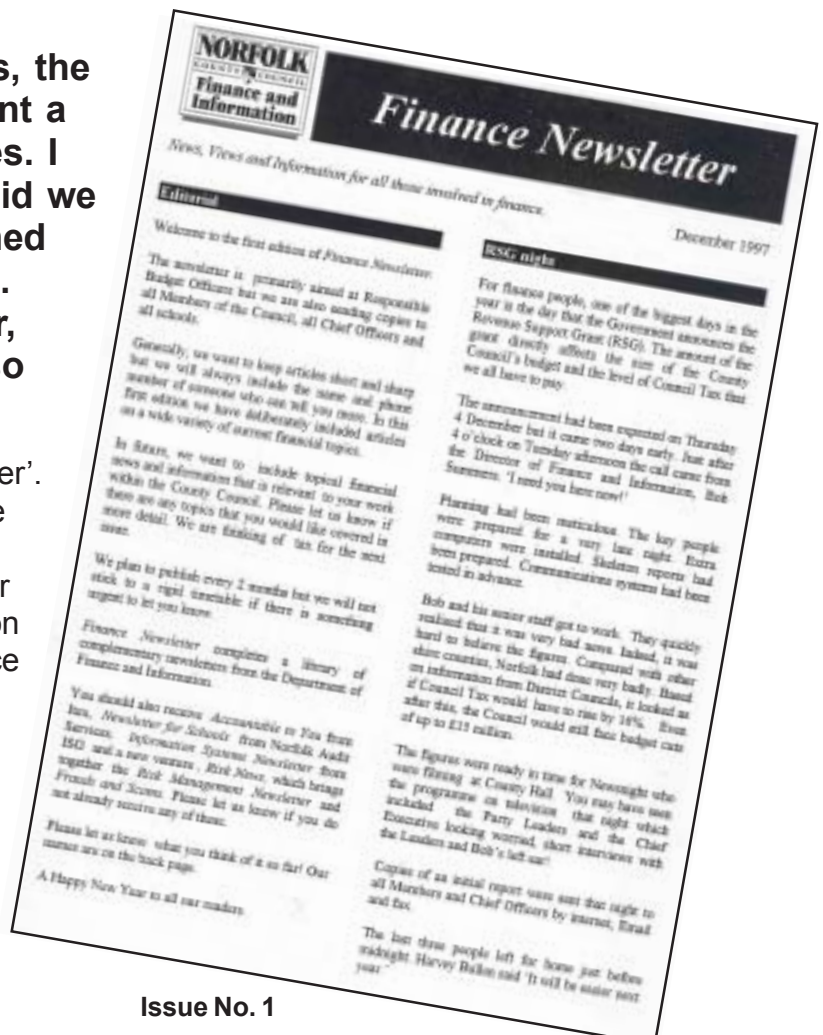 s, the
nt a
es. I
id we
ned
.
r,
so
er’.
e
r
on
ce
NORFOLK
COUNTY COUNCIL
Finance and
Information
Finance Newsletter
News, Views and Information for all those involved in finance.
December 1997
Editorial
Welcome to the first edition of Finance Newsletter.
The newsletter is primarily aimed at Responsible
Budget Officers but we are also sending copies to
all Members of the Council, all Chief Officers and
all schools.
Generally, we want to keep articles short and sharp
but we will always include the name and phone
number of someone who can tell you more. In this
first edition we have deliberately included articles
on a wide variety of current financial topics.
In future, we want to include topical financial
news and information that is relevant to your work
within the County Council. Please let us know if
there are any topics that you would like covered in
more detail. We are thinking of tax for the next
issue.
We plan to publish every 2 months but we will not
stick to a rigid timetable if there is something
urgent to let you know.
Finance Newsletter completes a library of
complementary newsletters from the Department of
Finance and Information.
You should also receive Accountable to You from
Newsletter for Schools from Norfolk Audit
Services, Information Systems Newsletter from
ISG and a new venture, Risk News, which brings
together the Risk Management Newsletter and
Frauds and Scams. Please let us know if you do
not already receive any of these.
Please let us know what you think of it so far! Our
names are on the back page.
A Happy New Year to all our readers.
RSG night
For finance people, one of the biggest days in the
year is the day that the Government announces the
Revenue Support Grant (RSG). The amount of the
grant directly affects the size of the County
Council's budget and the level of Council Tax that
we all have to pay.
The announcement had been expected on Thursday
4 December but it came two days early. Just after
4 o'clock on Tuesday afternoon the call came from
the Director of Finance and Information, Bob
Summers. 'I need you here now!'
Planning had been meticulous. The key people
were prepared for a very late night. Extra
computers were installed. Skeleton reports had
been prepared. Communications systems had been
tested in advance.
Bob and his senior staff got to work. They quickly
realised that it was very bad news. Indeed, it was
hard to believe the figures. Compared with other
shire counties, Norfolk had done very badly. Based
on information from District Councils, it looked as
if Council Tax would have to rise by 16%. Even
after this, the Council would still face budget cuts
of up to £15 million.
The figures were ready in time for Newsnight who
were filming at County Hall. You may have seen
the programme on television that night which
included the Party Leaders and the Chief
Executive looking worried, short interviews with
the Leaders and Bob's left ear!
Copies of an initial report were sent that night to
all Members and Chief Officers by internet, Email
and fax.
The last three people left for home just before
midnight. Harvey Bullen said 'It will be easier next
year.'
Issue No. 1